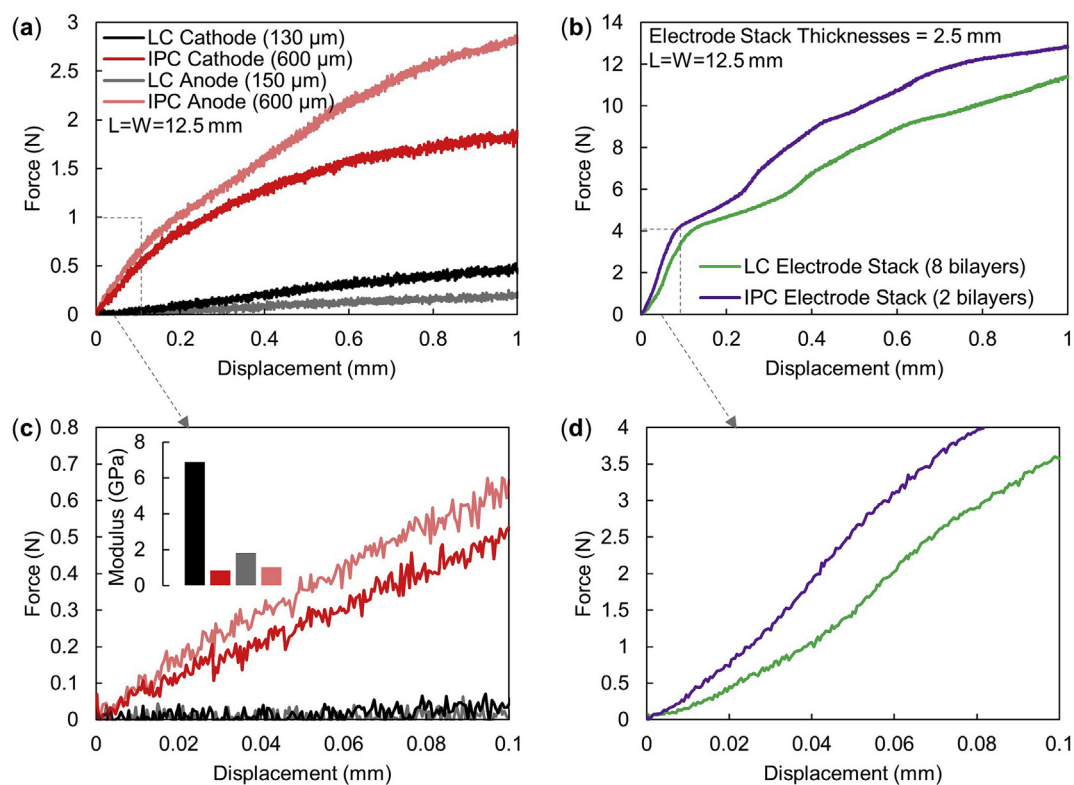 (a)
3
2.5
2
1.5
1
0.5
0
Force (N)
LC Cathode (130 µm)
IPC Cathode (600 µm)
LC Anode (150 µm)
IPC Anode (600 µm)
L=W=12.5 mm
0 0.2 0.4 0.6 0.8 1
Displacement (mm)
(b)
14
12
10
8
6
4
2
0
Force (N)
Electrode Stack Thicknesses = 2.5 mm
L=W=12.5 mm
LC Electrode Stack (8 bilayers)
IPC Electrode Stack (2 bilayers)
0 0.2 0.4 0.6 0.8 1
Displacement (mm)
(c)
0.8
0.7
0.6
0.5
0.4
0.3
0.2
0.1
0
Force (N)
8
6
4
2
0
Modulus (GPa)
0 0.02 0.04 0.06 0.08 0.1
Displacement (mm)
(d)
4
3.5
3
2.5
2
1.5
1
0.5
0
Force (N)
0 0.02 0.04 0.06 0.08 0.1
Displacement (mm)